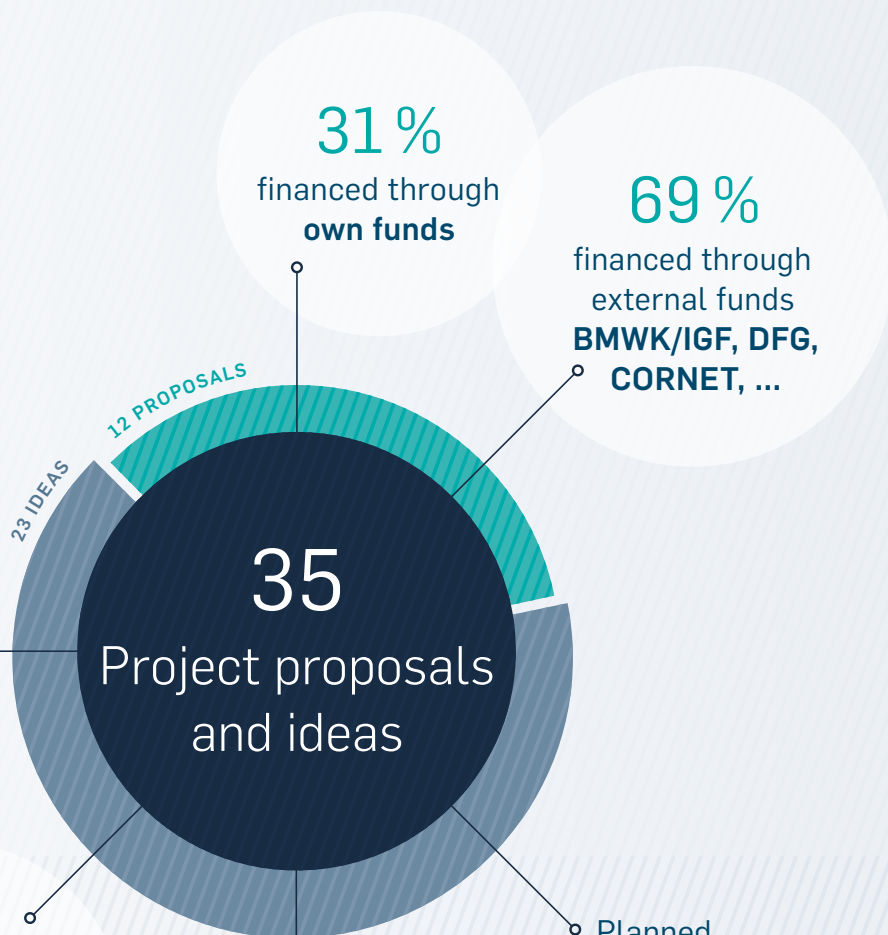 31 %
financed through
own funds
69 %
financed through
external funds
BMWK/IGF, DFG,
CORNET, ...
12 PROPOSALS
23 IDEAS
35
Project proposals
and ideas
Planned